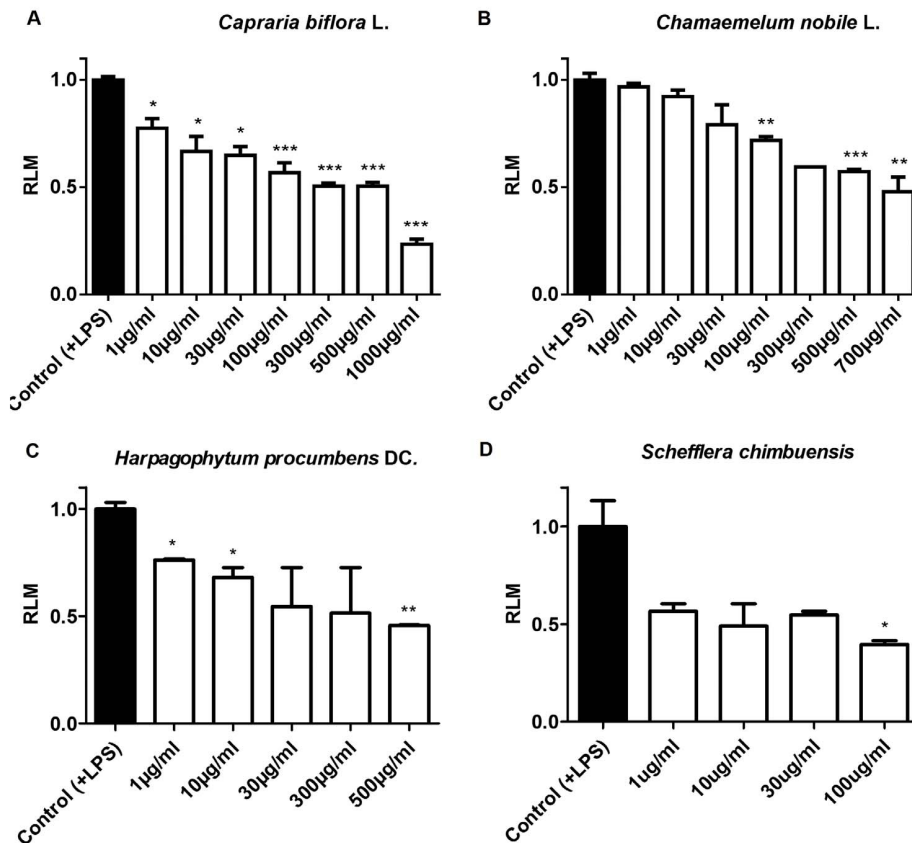 A
Capraria biflora L.
RLM
1.0
0.5
0.0
* * * *** *** *** ***
Control (+LPS)
1µg/ml
10µg/ml
30µg/ml
100µg/ml
300µg/ml
500µg/ml
1000µg/ml
B
Chamaemelum nobile L.
RLM
1.0
0.5
0.0
** *** **
Control (+LPS)
1µg/ml
10µg/ml
30µg/ml
100µg/ml
300µg/ml
500µg/ml
700µg/ml
C
Harpagophytum procumbens DC.
RLM
1.0
0.5
0.0
* * **
Control (+LPS)
1µg/ml
10µg/ml
30µg/ml
300µg/ml
500µg/ml
D
Schefflera chimbuensis
RLM
1.0
0.5
0.0
*
Control (+LPS)
1ug/ml
10ug/ml
30ug/ml
100ug/ml